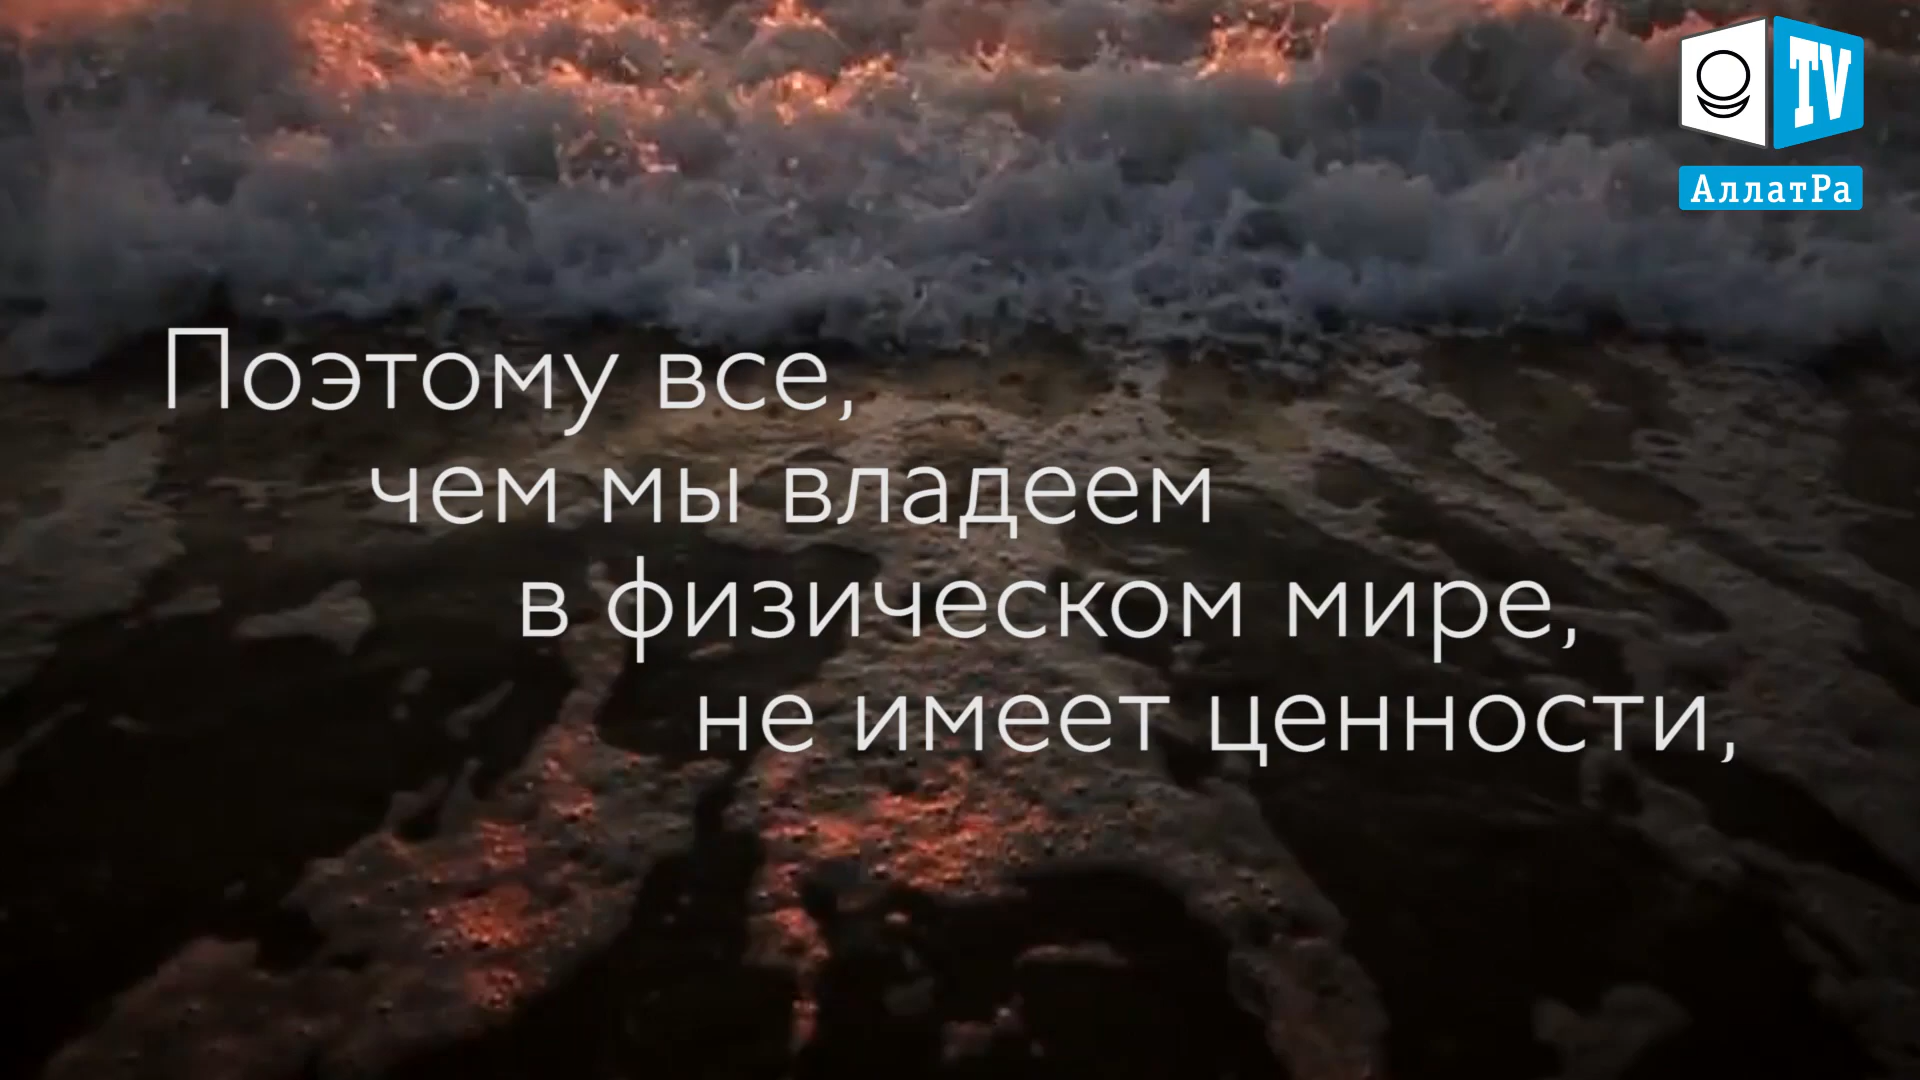 TV
АллатРа
Поэтому все,
чем мы владеем
в физическом мире,
не имеет ценности,